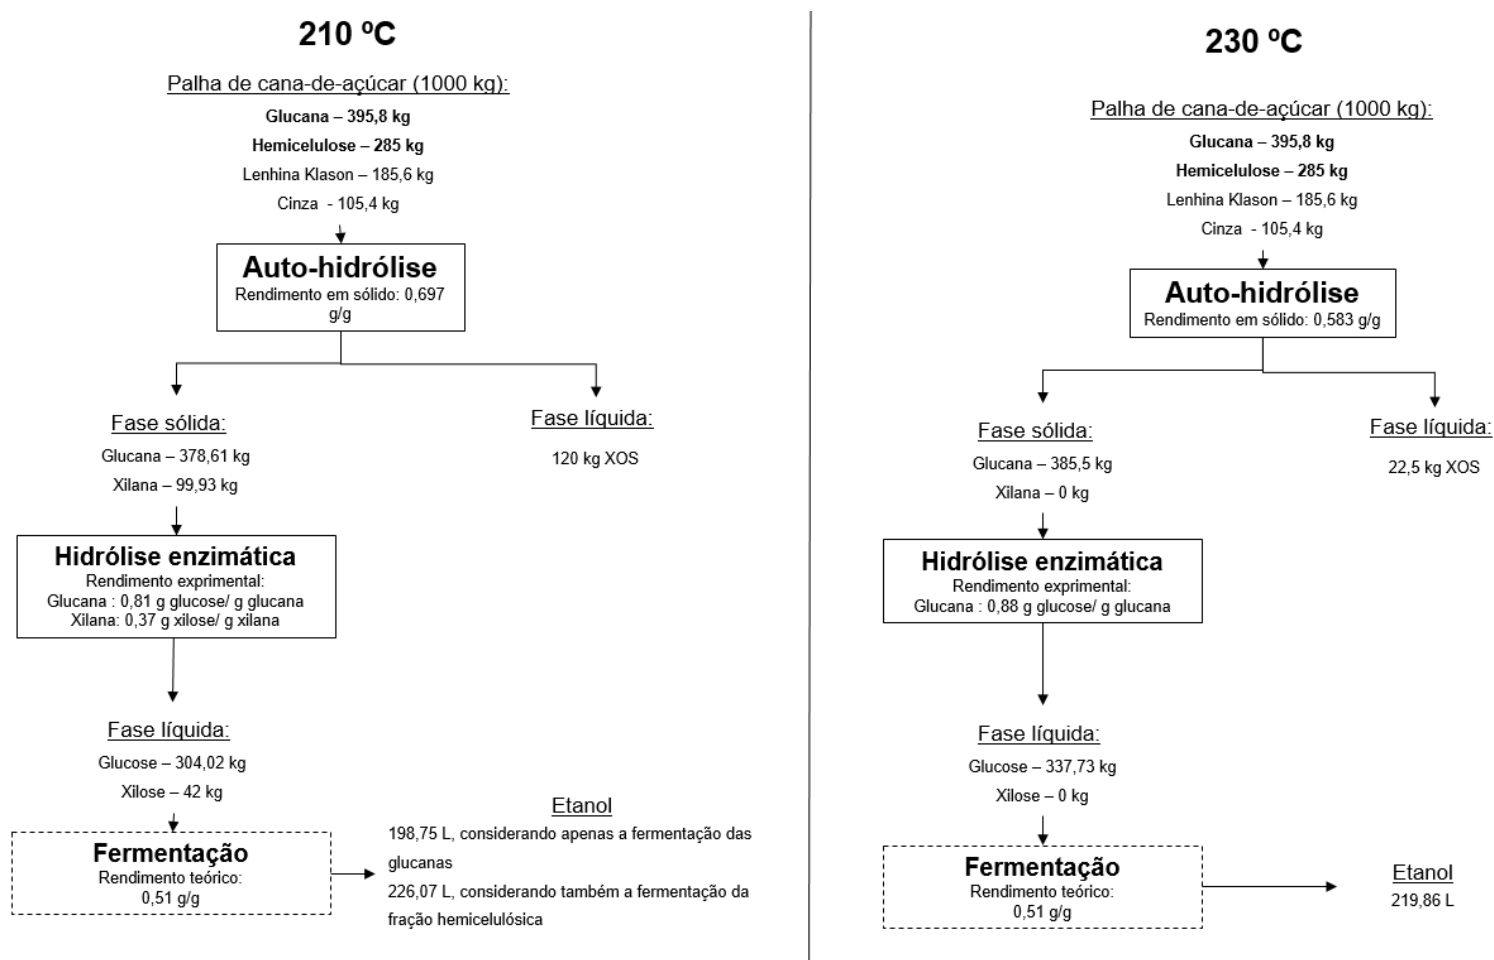 210 ºC
Palha de cana-de-açúcar (1000 kg):
Glucana – 395,8 kg
Hemicelulose – 285 kg
Lenhina Klason – 185,6 kg
Cinza - 105,4 kg
Auto-hidrólise
Rendimento em sólido: 0,697
g/g
Fase sólida:
Glucana – 378,61 kg
Xilana – 99,93 kg
Fase líquida:
120 kg XOS
Hidrólise enzimática
Rendimento exprimental:
Glucana : 0,81 g glucose/ g glucana
Xilana: 0,37 g xilose/ g xilana
Fase líquida:
Glucose – 304,02 kg
Xilose – 42 kg
Fermentação
Rendimento teórico:
0,51 g/g
Etanol
198,75 L, considerando apenas a fermentação das
glucanas
226,07 L, considerando também a fermentação da
fração hemicelulósica
230 ºC
Palha de cana-de-açúcar (1000 kg):
Glucana – 395,8 kg
Hemicelulose – 285 kg
Lenhina Klason – 185,6 kg
Cinza - 105,4 kg
Auto-hidrólise
Rendimento em sólido: 0,583 g/g
Fase sólida:
Glucana – 385,5 kg
Xilana – 0 kg
Fase líquida:
22,5 kg XOS
Hidrólise enzimática
Rendimento exprimental:
Glucana : 0,88 g glucose/ g glucana
Fase líquida:
Glucose – 337,73 kg
Xilose – 0 kg
Fermentação
Rendimento teórico:
0,51 g/g
Etanol
219,86 L